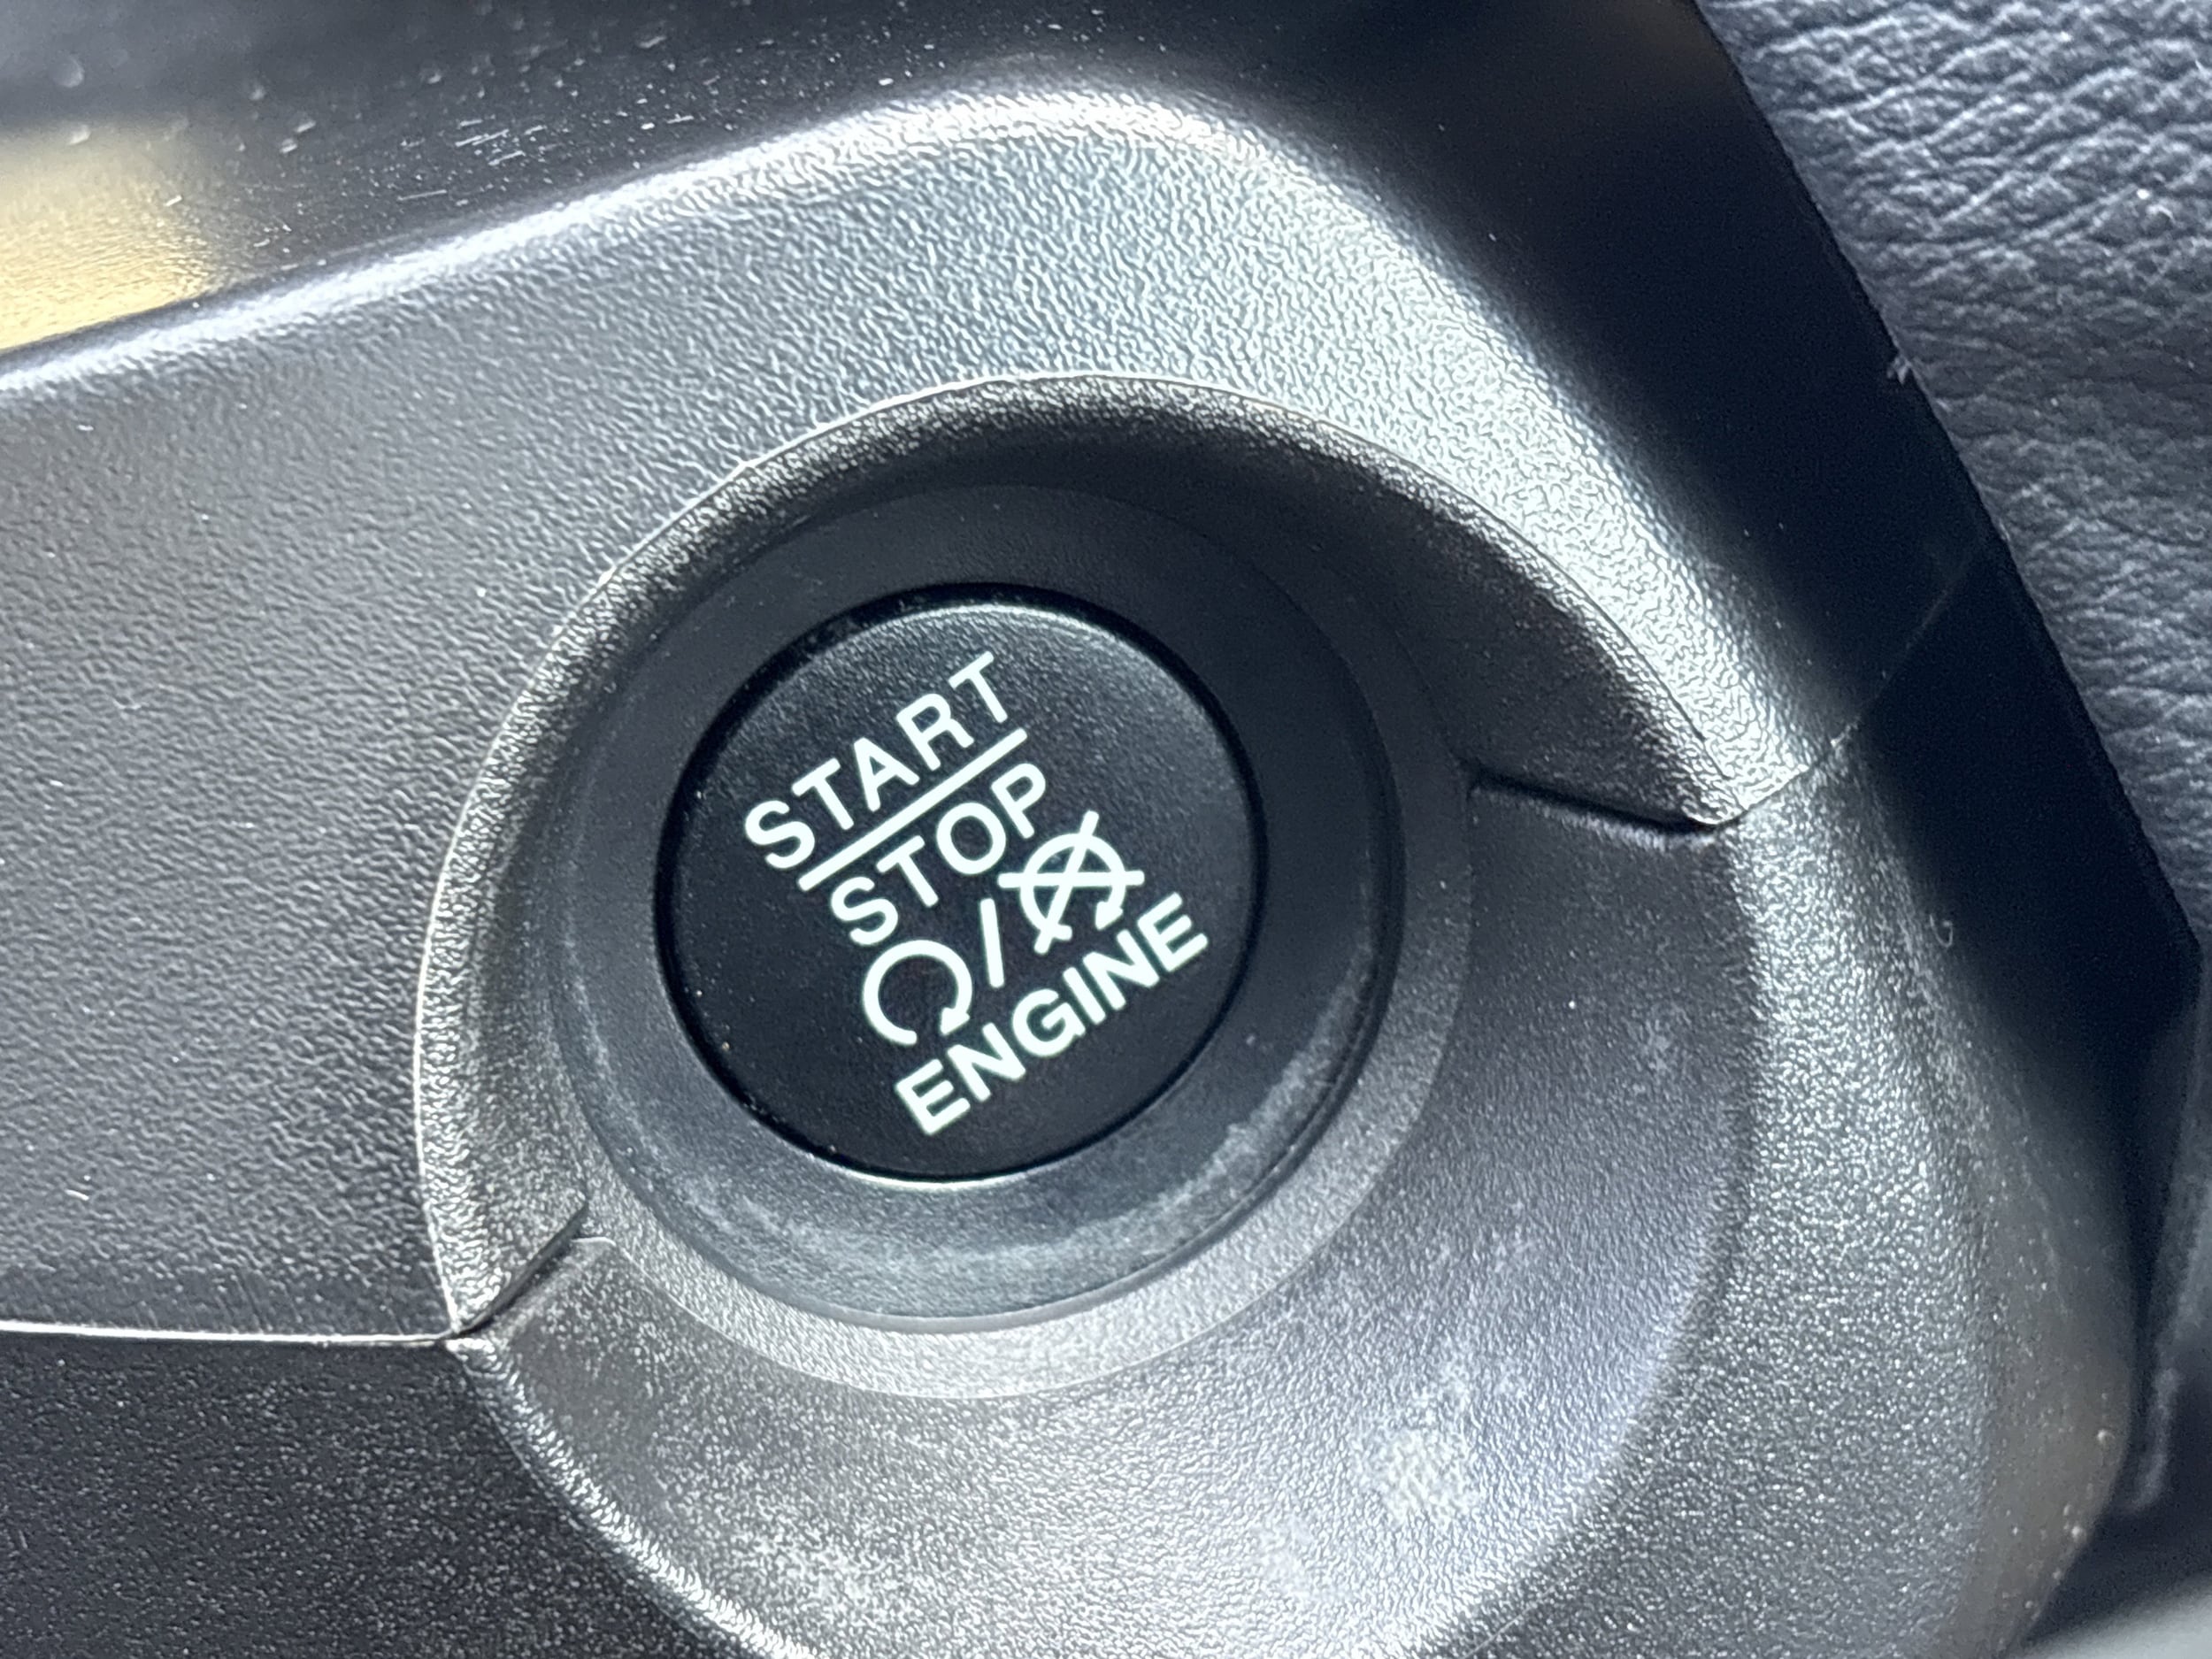 START
STOP
/
ENGINE